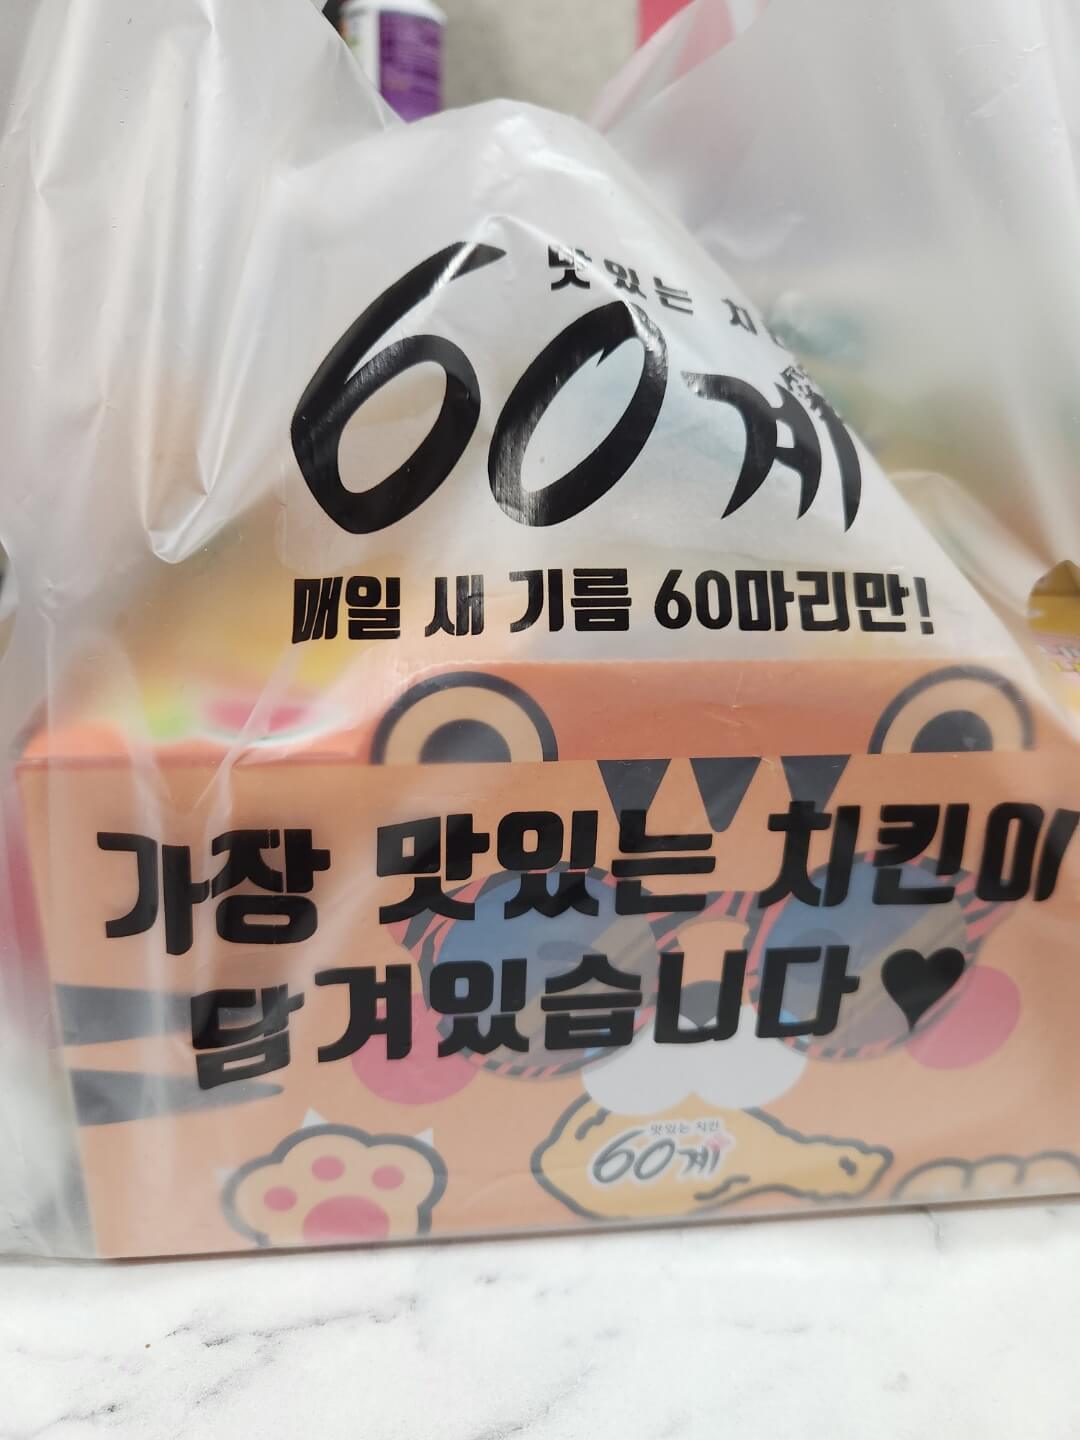 맛있는
60계
매일 새 기름 60마리만!
가장 맛있는 치킨이
담겨있습니다♥
맛있는 치킨
60계